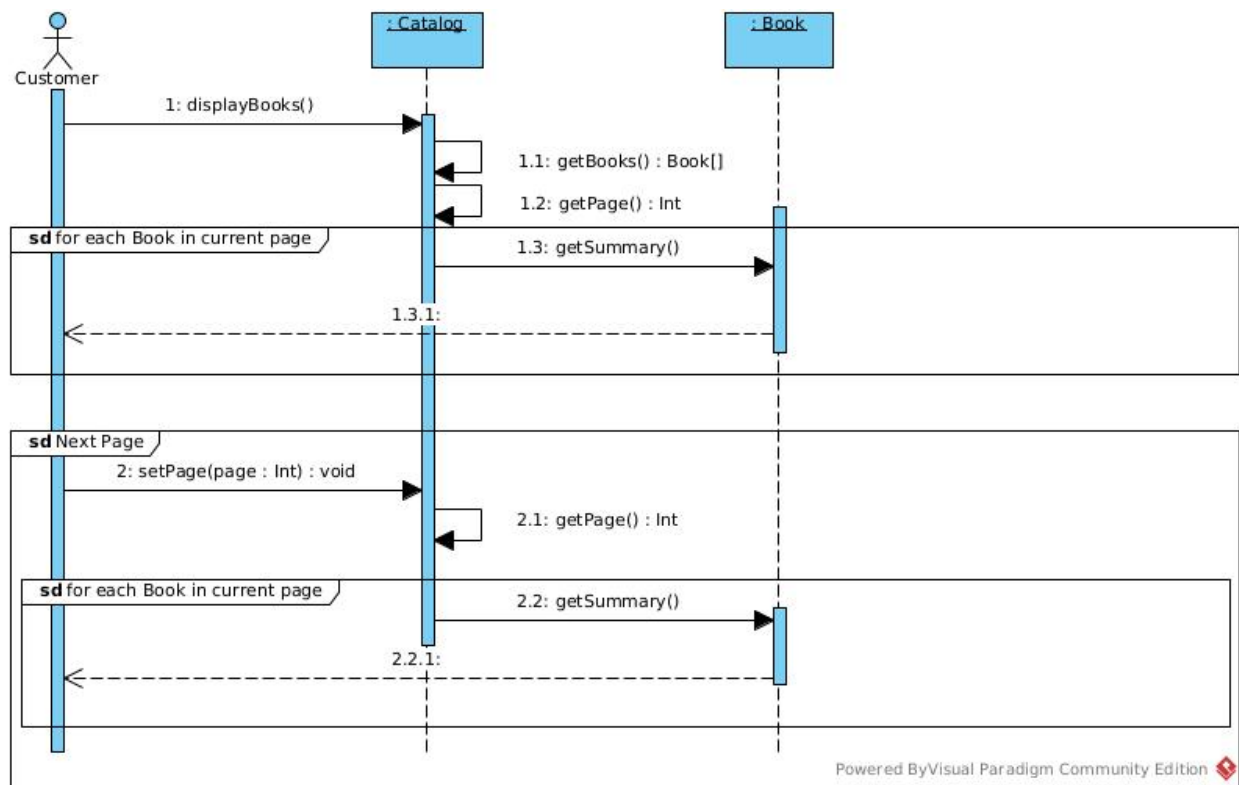 : Catalog
: Book
Customer
1: displayBooks()
1.1: getBooks() : Book[]
1.2: getPage() : Int
sd for each Book in current page
1.3: getSummary()
1.3.1:
sd Next Page
2: setPage(page : Int) : void
2.1: getPage() : Int
sd for each Book in current page
2.2: getSummary()
2.2.1:
Powered ByVisual Paradigm Community Edition